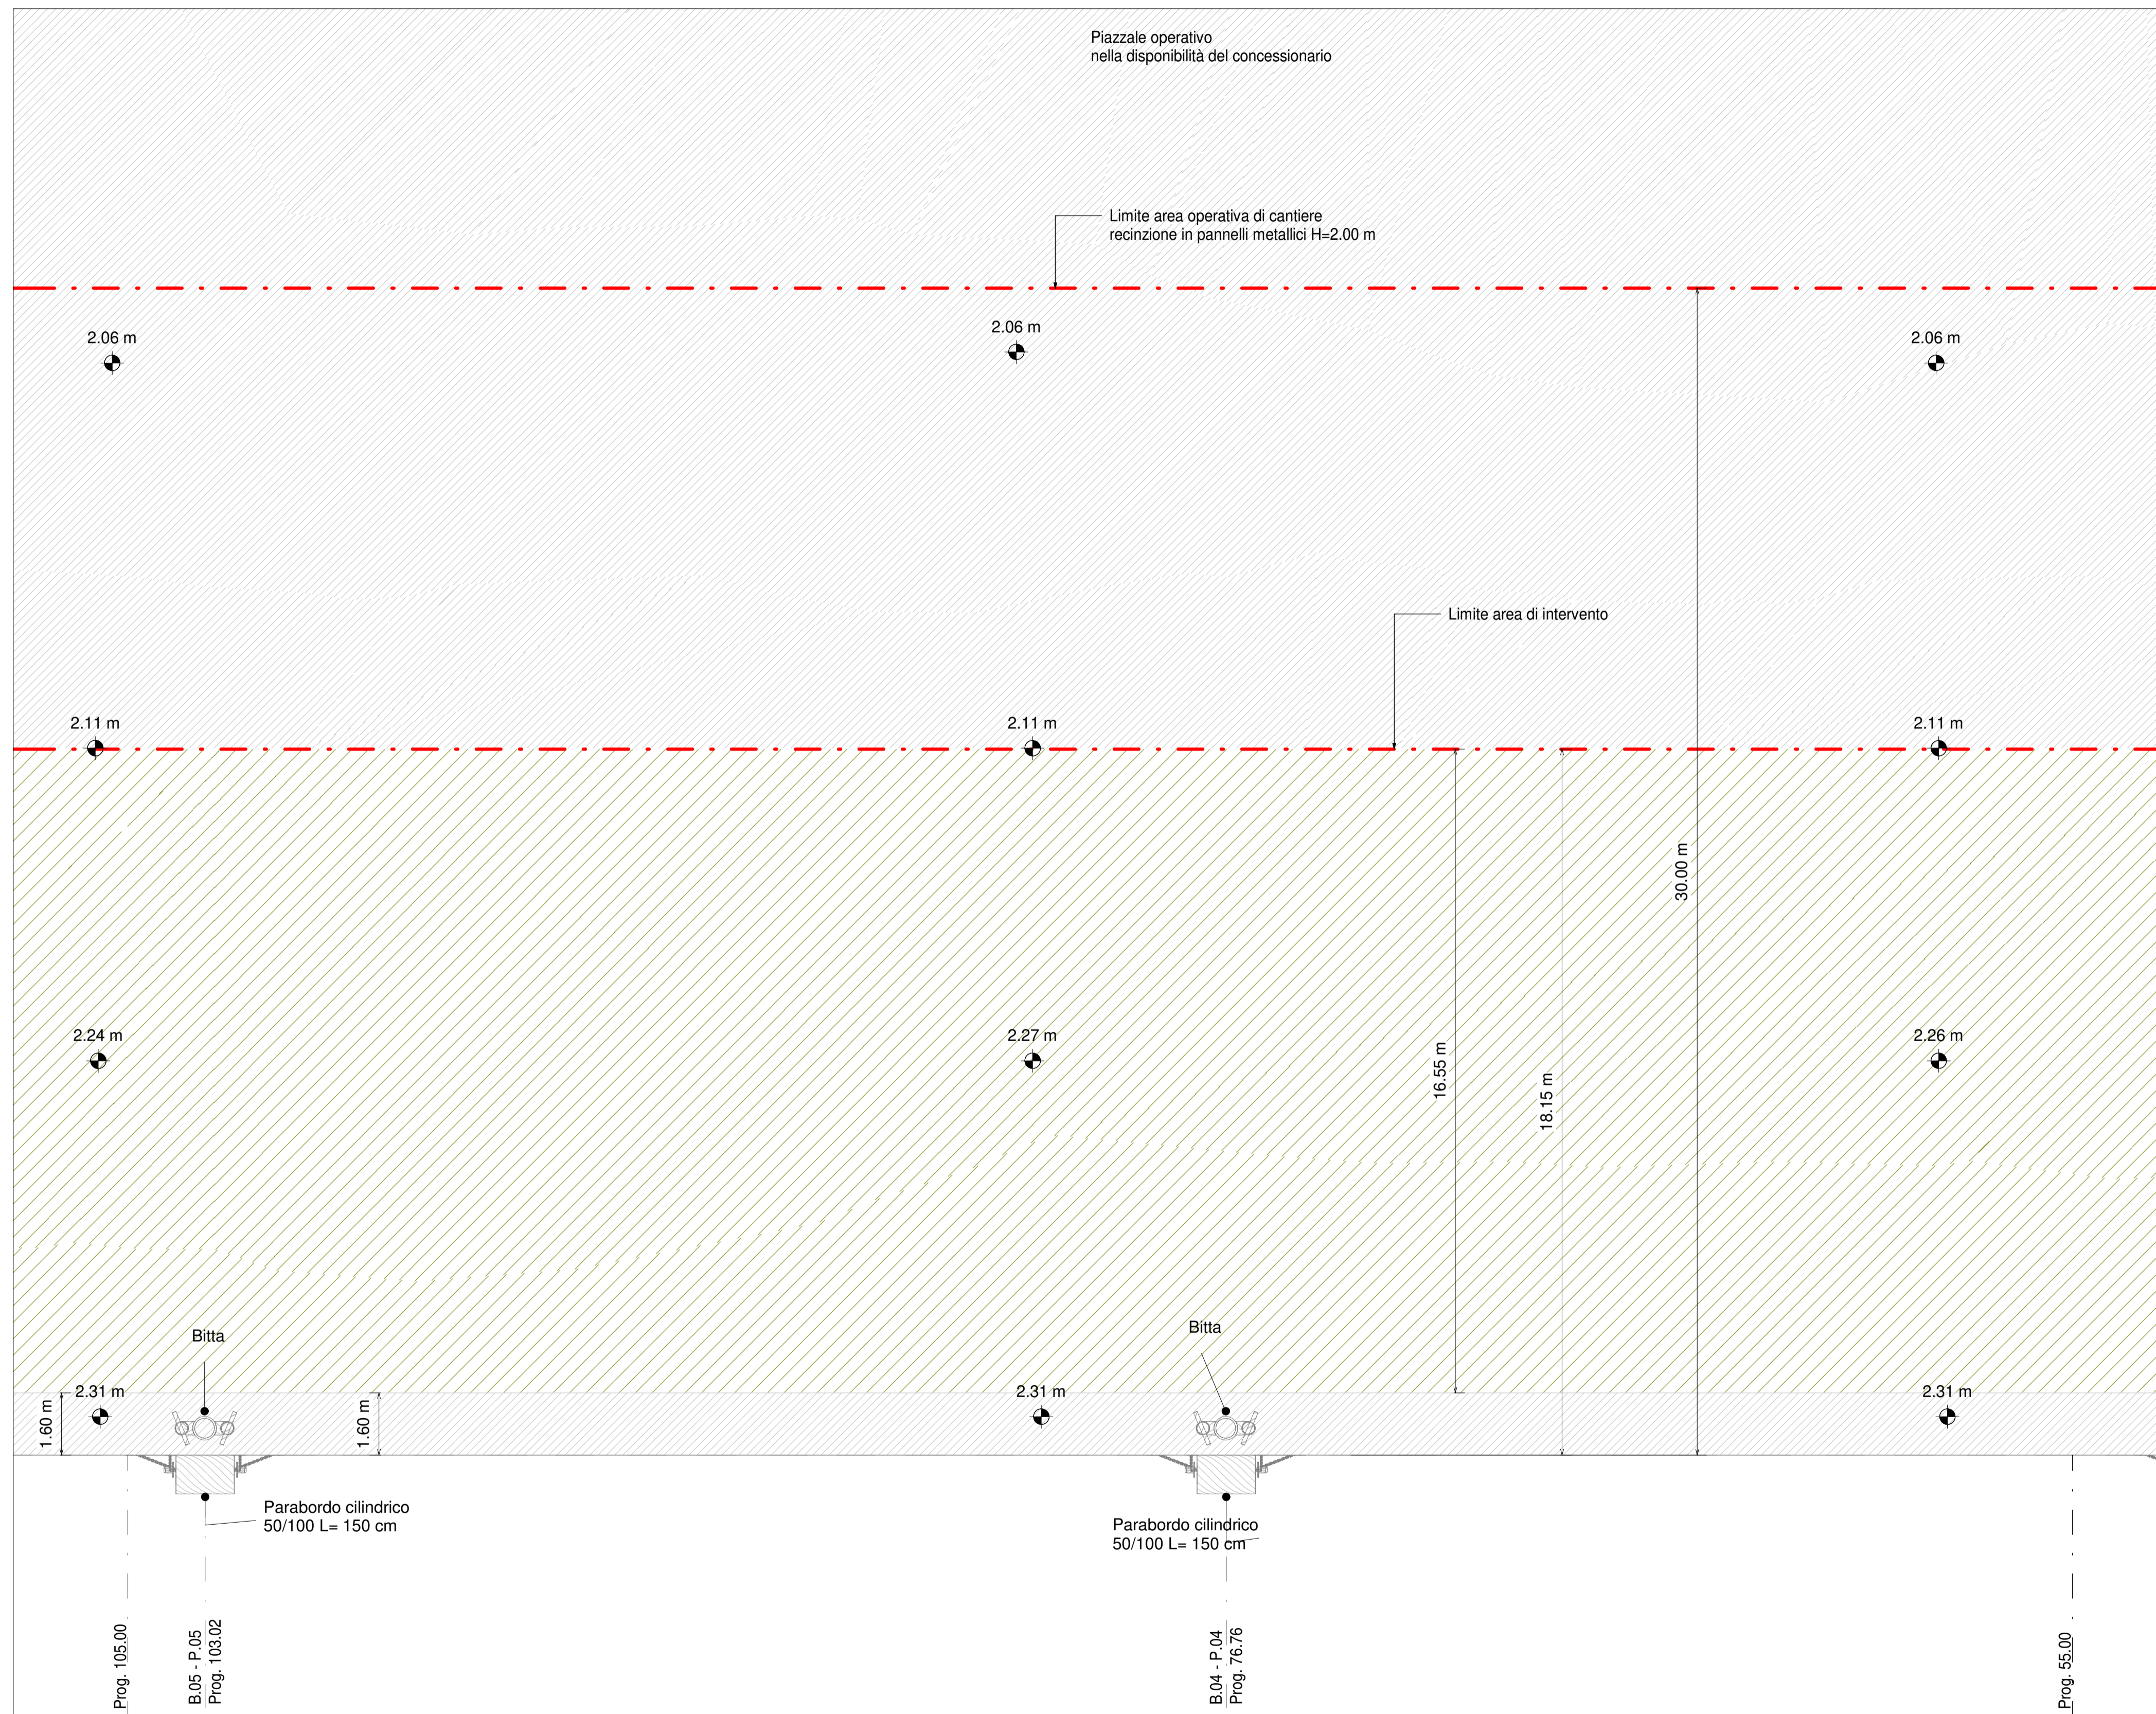 Piazzale operativo
nella disponibilità del concessionario
Limite area operativa di cantiere
recinzione in pannelli metallici H=2.00 m
2.06 m
2.06 m
2.06 m
Limite area di intervento
2.11 m
2.11 m
2.11 m
30.00 m
2.24 m
2.27 m
2.26 m
16.55 m
18.15 m
Bitta
Bitta
2.31 m
2.31 m
2.31 m
1.60 m
1.60 m
Parabordo cilindrico
50/100 L= 150 cm
Parabordo cilindrico
50/100 L= 150 cm
Prog. 105.00
B.05 - P.05
Prog. 103.02
B.04 - P.04
Prog. 76.76
Prog. 55.00